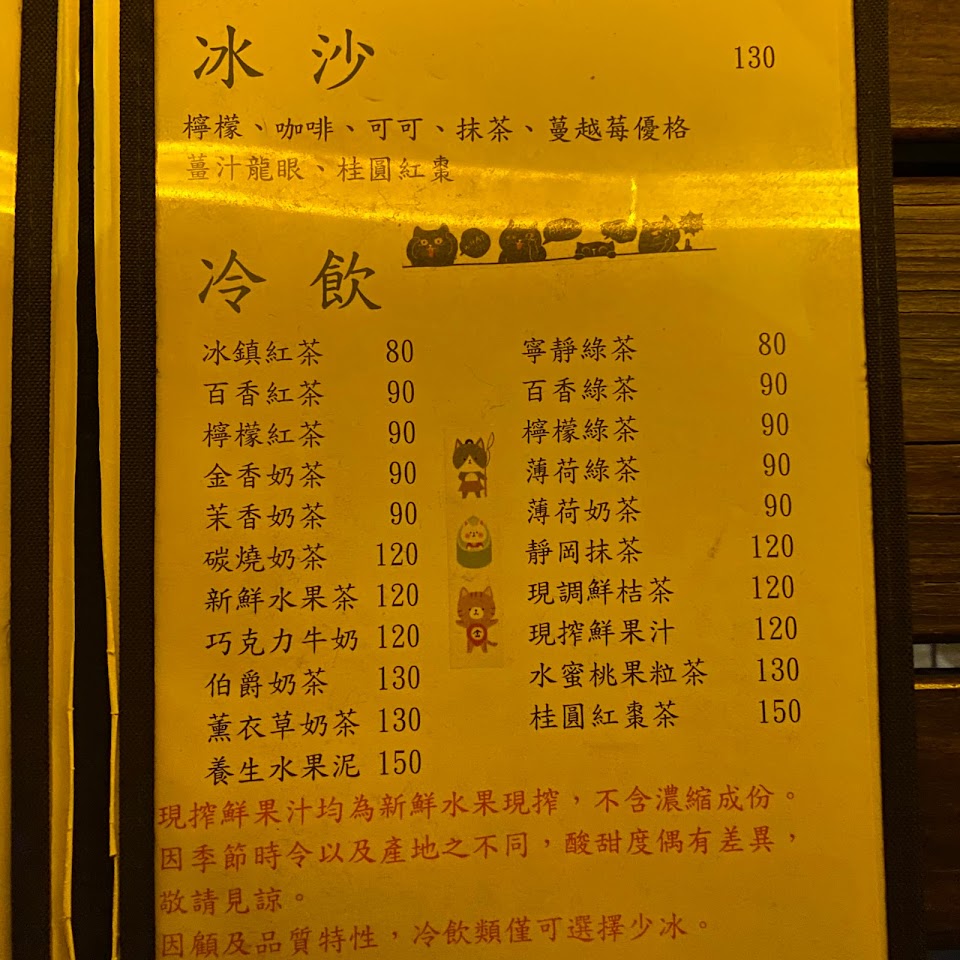 冰沙 130
檸檬、咖啡、可可、抹茶、蔓越莓優格
薑汁龍眼、桂圓紅棗
冷飲
冰鎮紅茶 80
百香紅茶 90
檸檬紅茶 90
金香奶茶 90
茉香奶茶 90
碳燒奶茶 120
新鮮水果茶 120
巧克力牛奶 120
伯爵奶茶 130
薰衣草奶茶 130
養生水果泥 150
寧靜綠茶 80
百香綠茶 90
檸檬綠茶 90
薄荷綠茶 90
薄荷奶茶 90
靜岡抹茶 120
現調鮮桔茶 120
現搾鮮果汁 120
水蜜桃果粒茶 130
桂圓紅棗茶 150
現搾鮮果汁均為新鮮水果現搾，不含濃縮成份。
因季節時令以及產地之不同，酸甜度偶有差異，
敬請見諒。
因顧及品質特性，冷飲類僅可選擇少冰。